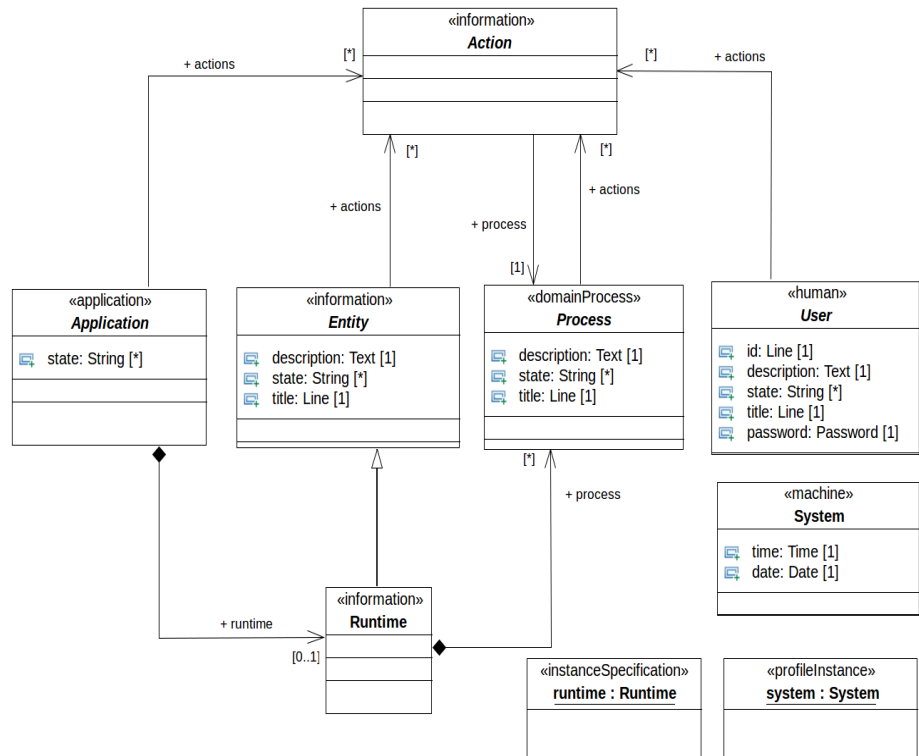 «information»
Action
[*]
[*]
+ actions
+ actions
[*]
[*]
+ actions
+ actions
+ process
[1]
«application»
Application
state: String [*]
«information»
Entity
description: Text [1]
state: String [*]
title: Line [1]
«domainProcess»
Process
description: Text [1]
state: String [*]
title: Line [1]
«human»
User
id: Line [1]
description: Text [1]
state: String [*]
title: Line [1]
password: Password [1]
[*]
+ process
«machine»
System
time: Time [1]
date: Date [1]
«information»
Runtime
+ runtime
[0..1]
«instanceSpecification»
runtime : Runtime
«profileInstance»
system : System